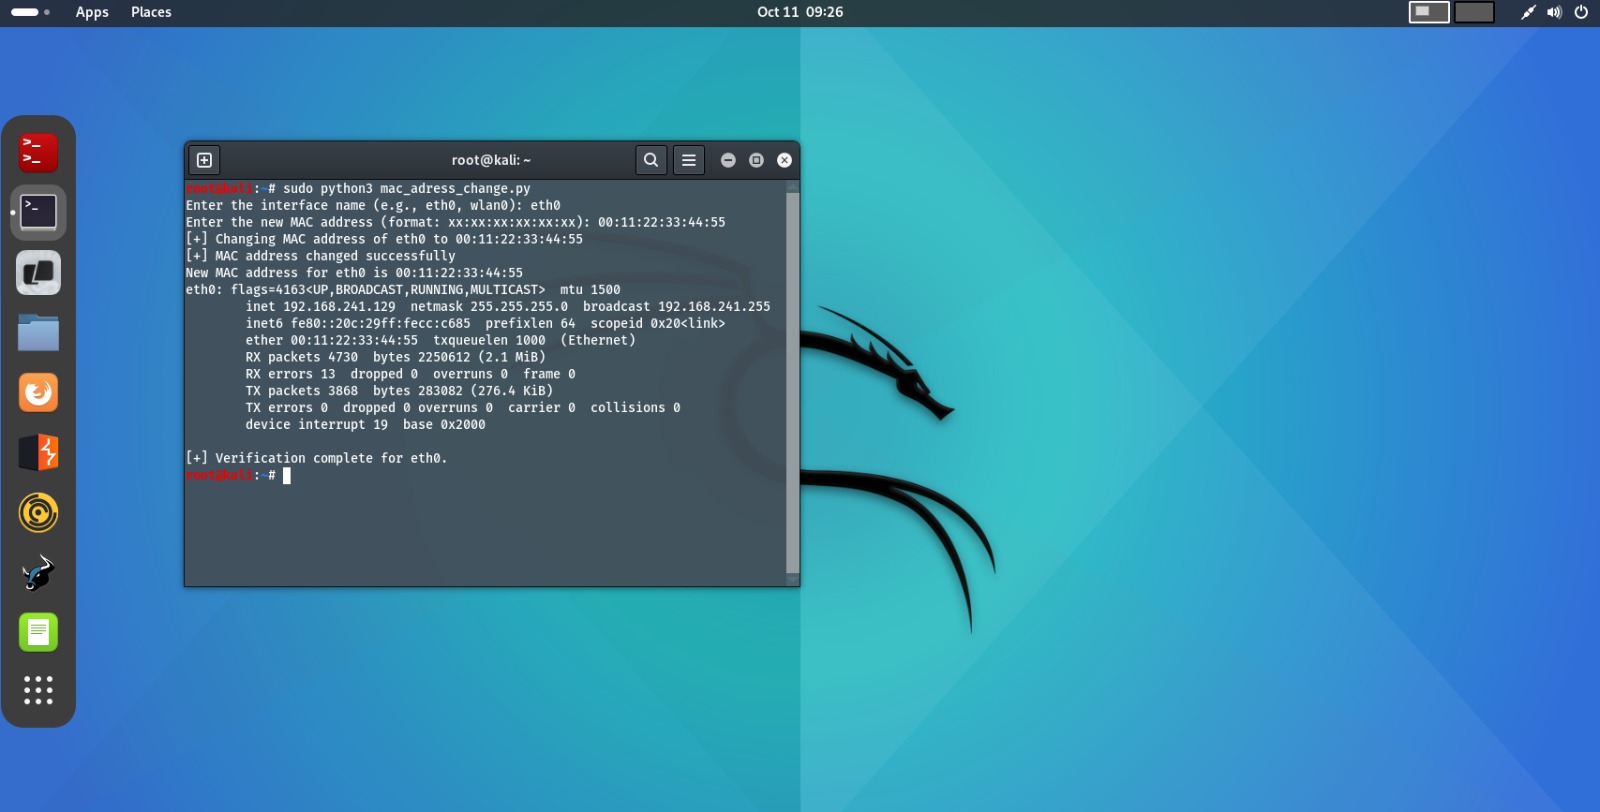 Apps Places Oct 11 09:26
root@kali: ~
root@kali:~# sudo python3 mac_adress_change.py
Enter the interface name (e.g., eth0, wlan0): eth0
Enter the new MAC address (format: xx:xx:xx:xx:xx:xx): 00:11:22:33:44:55
[+] Changing MAC address of eth0 to 00:11:22:33:44:55
[+] MAC address changed successfully
New MAC address for eth0 is 00:11:22:33:44:55
eth0: flags=4163<UP,BROADCAST,RUNNING,MULTICAST>  mtu 1500
        inet 192.168.241.129  netmask 255.255.255.0  broadcast 192.168.241.255
        inet6 fe80::20c:29ff:fecc:c685  prefixlen 64  scopeid 0x20<link>
        ether 00:11:22:33:44:55  txqueuelen 1000  (Ethernet)
        RX packets 4730  bytes 2250612 (2.1 MiB)
        RX errors 13  dropped 0  overruns 0  frame 0
        TX packets 3868  bytes 283082 (276.4 KiB)
        TX errors 0  dropped 0 overruns 0  carrier 0  collisions 0
        device interrupt 19  base 0x2000
[+] Verification complete for eth0.
root@kali:~#